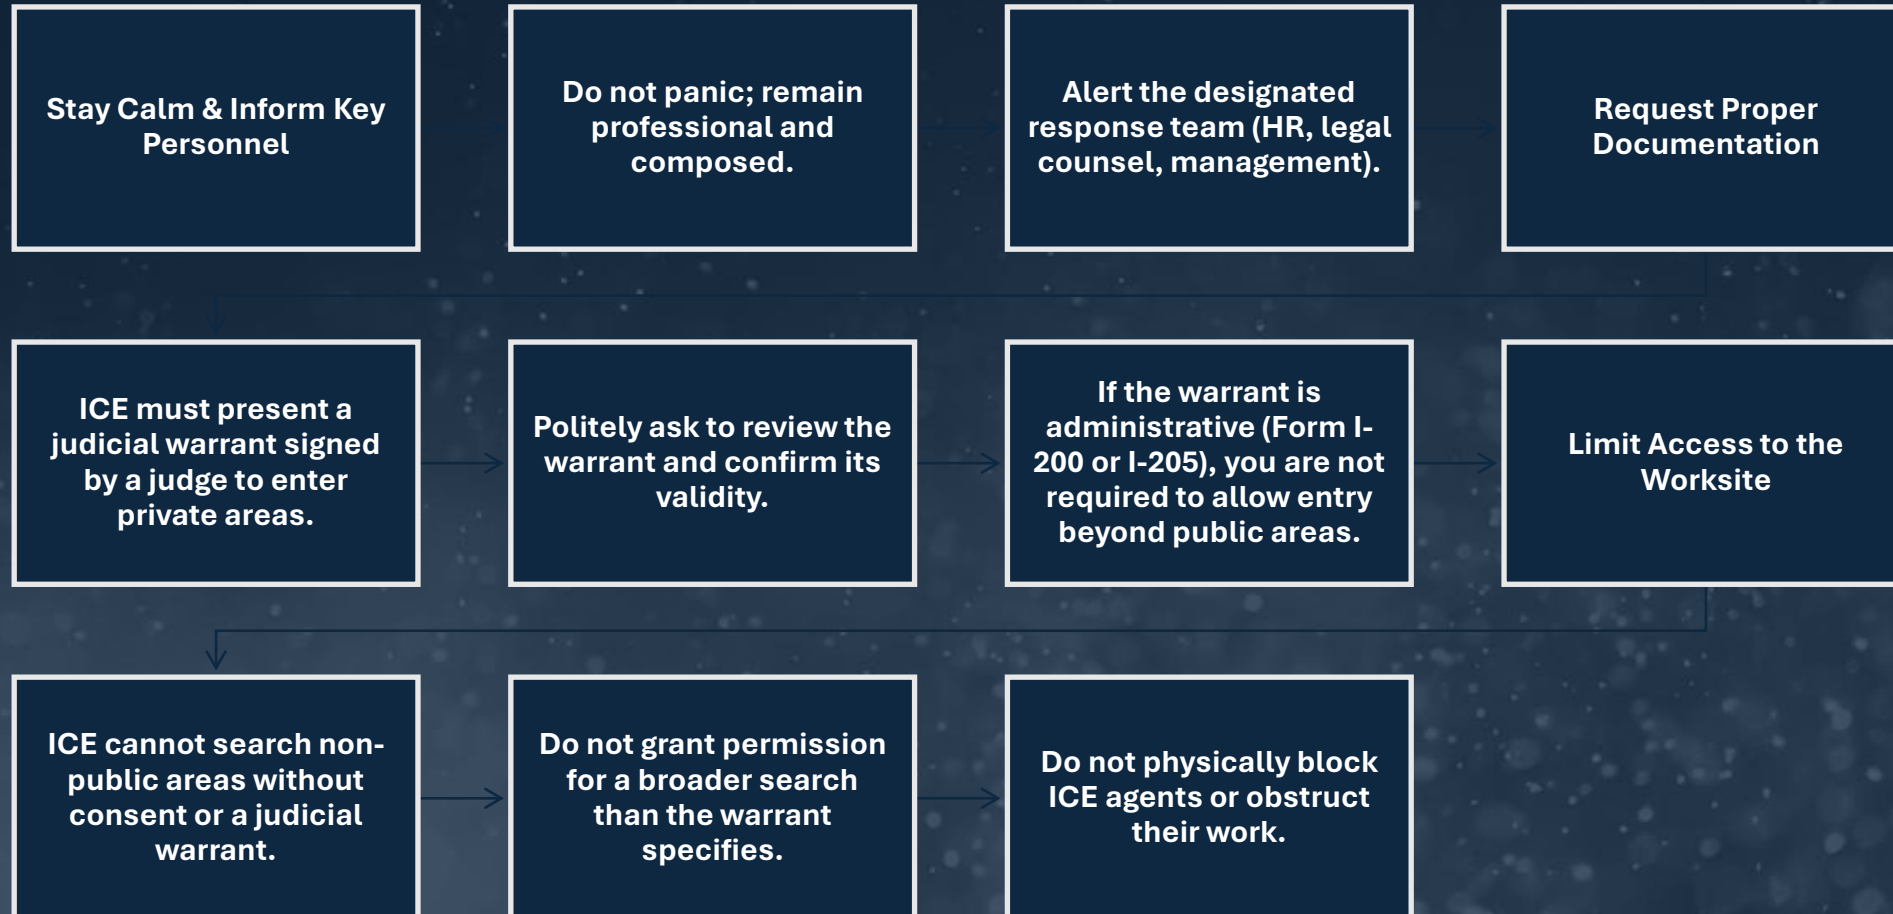 Stay Calm & Inform Key
Personnel
Do not panic; remain
professional and
composed.
Alert the designated
response team (HR, legal
counsel, management).
Request Proper
Documentation
ICE must present a
judicial warrant signed
by a judge to enter
private areas.
Politely ask to review the
warrant and confirm its
validity.
If the warrant is
administrative (Form I-
200 or I-205), you are not
required to allow entry
beyond public areas.
Limit Access to the
Worksite
ICE cannot search non-
public areas without
consent or a judicial
warrant.
Do not grant permission
for a broader search
than the warrant
specifies.
Do not physically block
ICE agents or obstruct
their work.